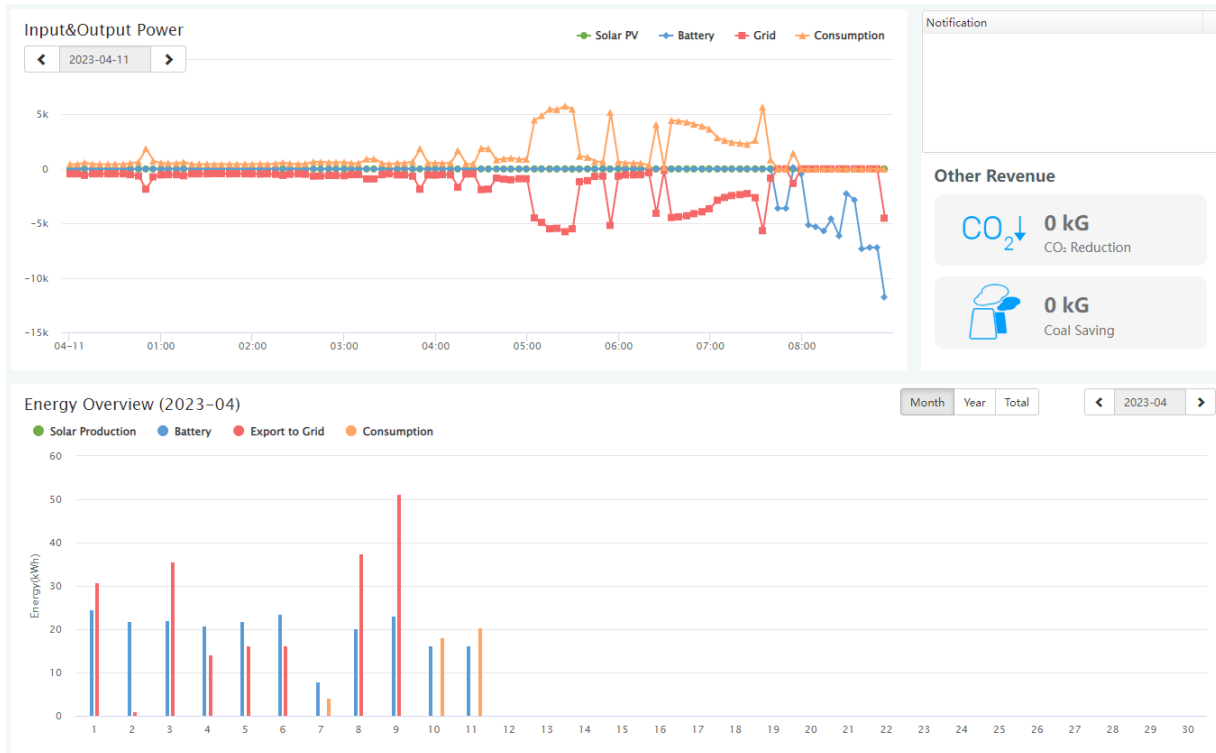 Input&Output Power
2023-04-11
Solar PV Battery Grid Consumption
5k
0
-5k
-10k
-15k
04-11 01:00 02:00 03:00 04:00 05:00 06:00 07:00 08:00
Notification
Other Revenue
CO₂
0 kG
CO₂ Reduction
0 kG
Coal Saving
Energy Overview (2023-04)
Month Year Total
2023-04
Solar Production Battery Export to Grid Consumption
Energy(kWh)
60
50
40
30
20
10
0
1 2 3 4 5 6 7 8 9 10 11 12 13 14 15 16 17 18 19 20 21 22 23 24 25 26 27 28 29 30